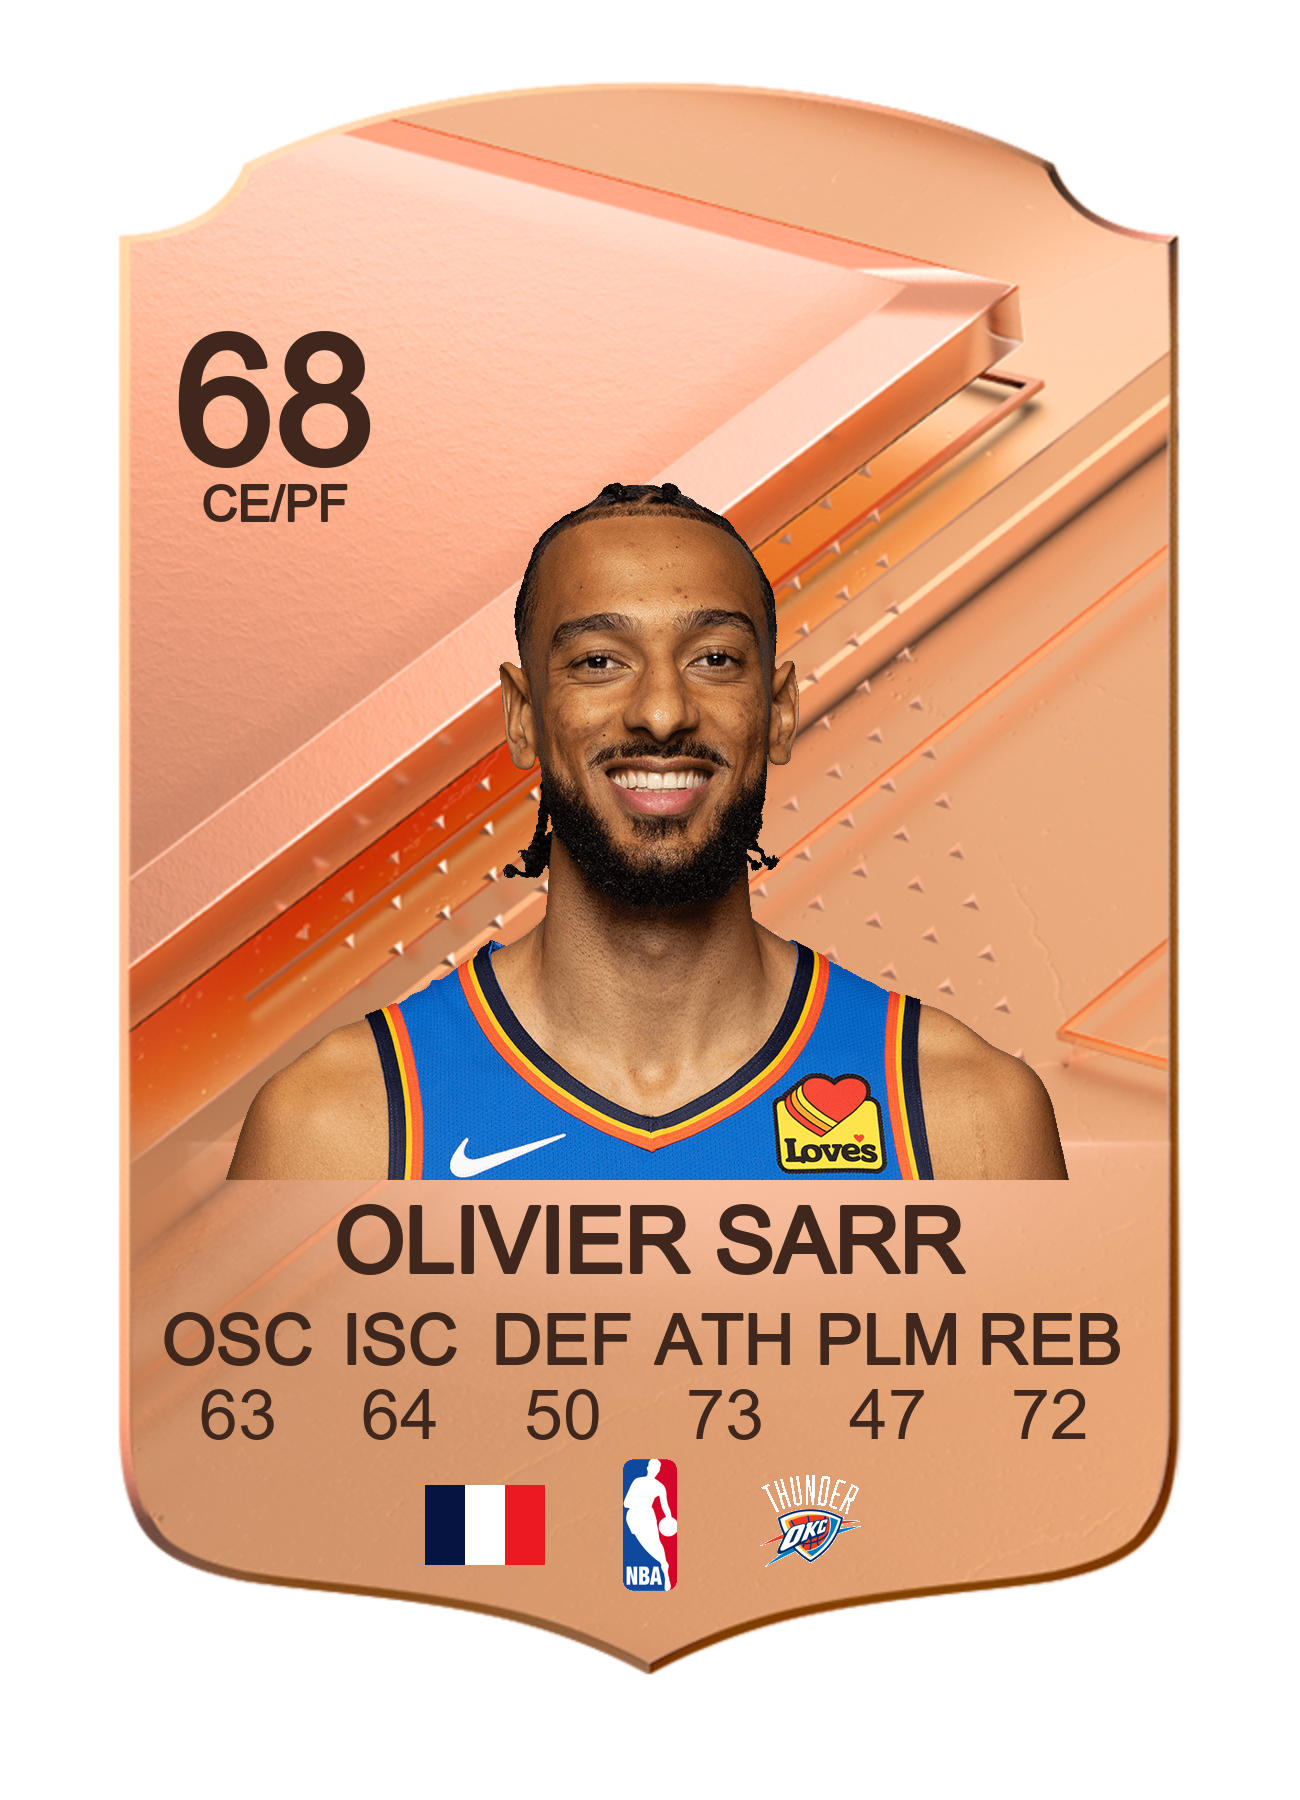 68
CE/PF
Love's
OLIVIER SARR
OSC ISC DEF ATH PLM REB
63 64 50 73 47 72
NBA
THUNDER
OKC